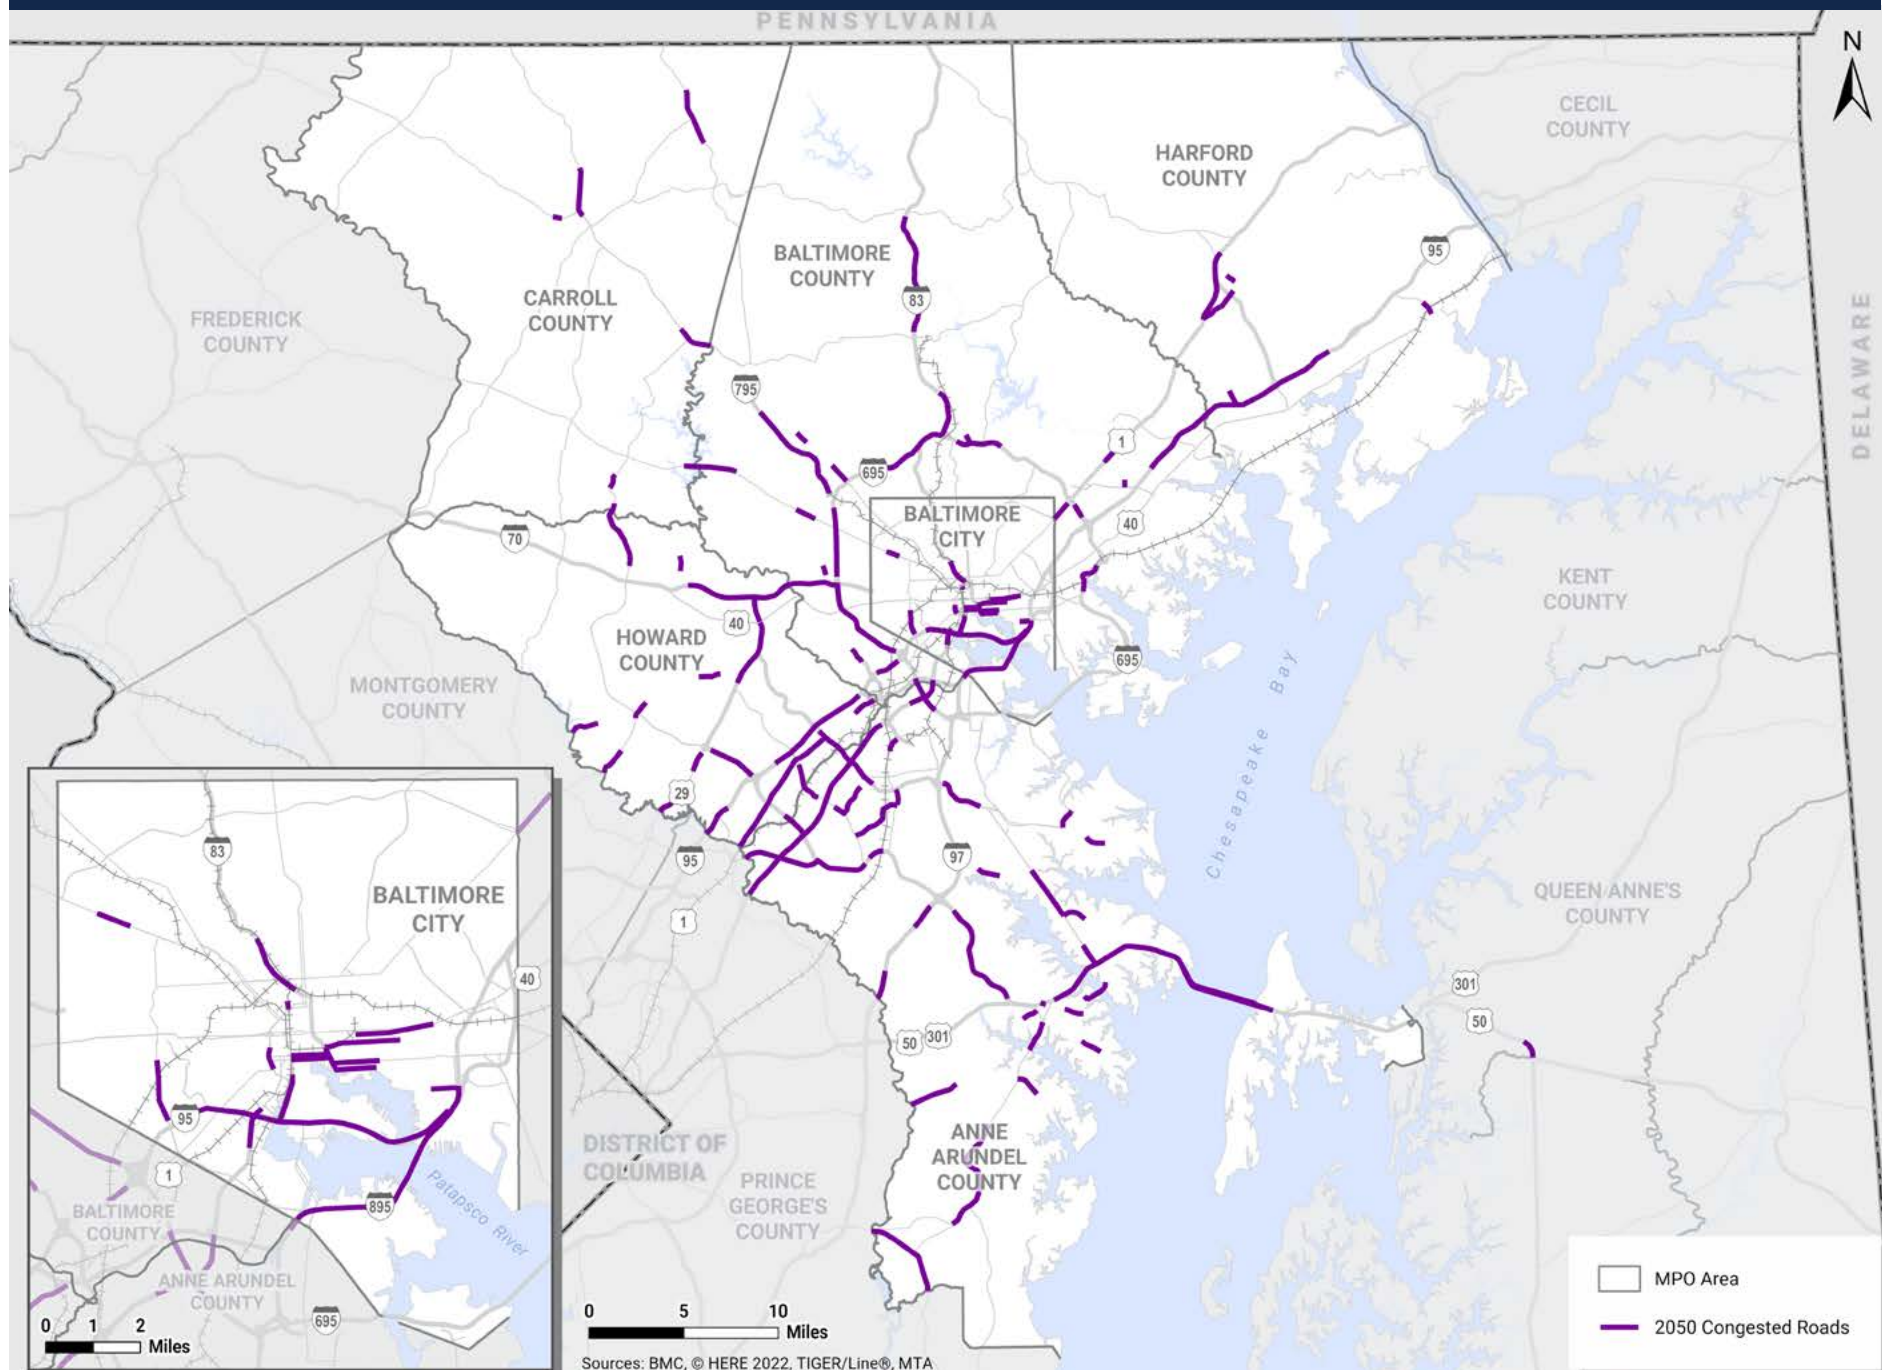 PENNSYLVANIA
N
CECIL
COUNTY
HARFORD
COUNTY
95
BALTIMORE
COUNTY
83
CARROLL
COUNTY
FREDERICK
COUNTY
DELAWARE
795
1
695
BALTIMORE
CITY
40
70
KENT
COUNTY
40
HOWARD
COUNTY
695
MONTGOMERY
COUNTY
Chesapeake Bay
29
95
97
1
QUEEN ANNE'S
COUNTY
301
50
50
301
ANNE
ARUNDEL
COUNTY
DISTRICT OF
COLUMBIA
PRINCE
GEORGE'S
COUNTY
83
BALTIMORE
CITY
40
95
1
895
Patapsco River
BALTIMORE
COUNTY
ANNE ARUNDEL
COUNTY
695
0 1 2
Miles
0 5 10
Miles
Sources: BMC, © HERE 2022, TIGER/Line®, MTA
MPO Area
2050 Congested Roads